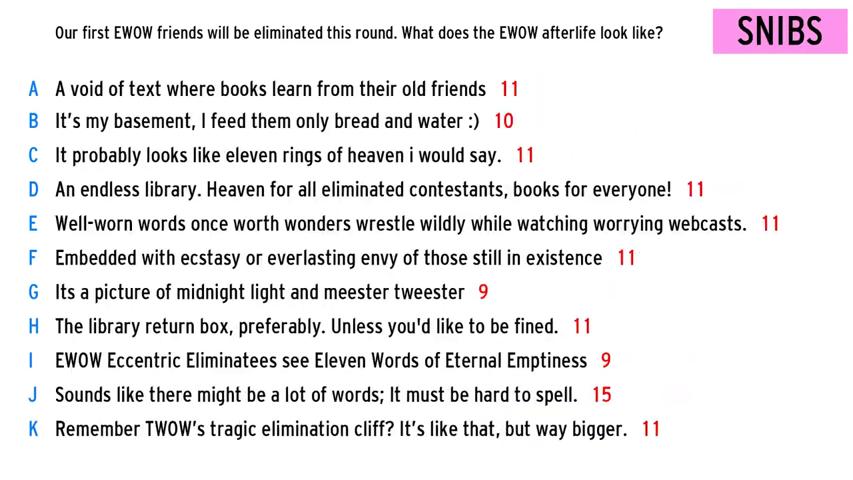 Our first EWOW friends will be eliminated this round. What does the EWOW afterlife look like?
SNIBS
A A void of text where books learn from their old friends 11
B It's my basement, I feed them only bread and water :) 10
C It probably looks like eleven rings of heaven i would say. 11
D An endless library. Heaven for all eliminated contestants, books for everyone! 11
E Well-worn words once worth wonders wrestle wildly while watching worrying webcasts. 11
F Embedded with ecstasy or everlasting envy of those still in existence 11
G Its a picture of midnight light and meester tweester 9
H The library return box, preferably. Unless you'd like to be fined. 11
I EWOW Eccentric Eliminatees see Eleven Words of Eternal Emptiness 9
J Sounds like there might be a lot of words; It must be hard to spell. 15
K Remember TWOW's tragic elimination cliff? It's like that, but way bigger. 11